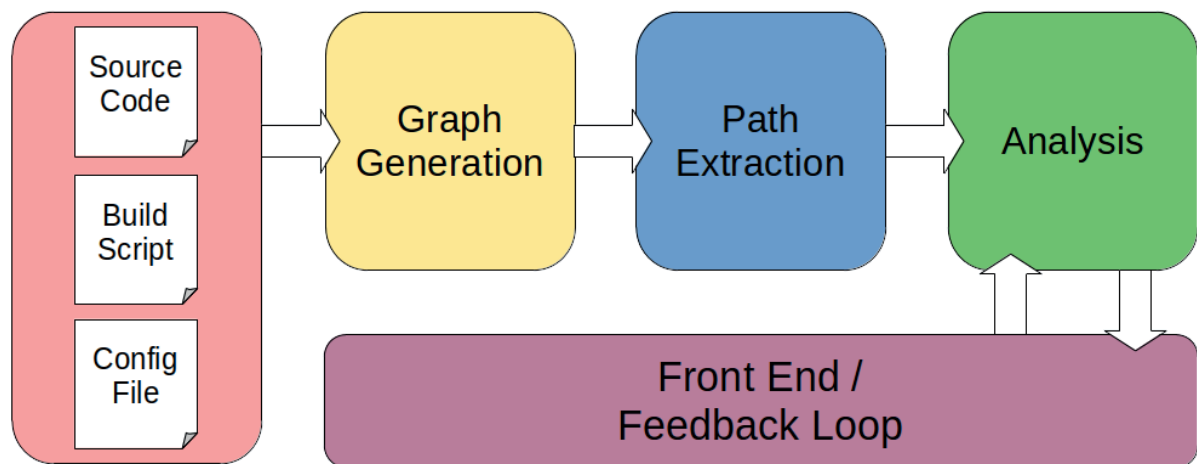 Source
Code
Build
Script
Config
File
Graph
Generation
Path
Extraction
Analysis
Front End /
Feedback Loop